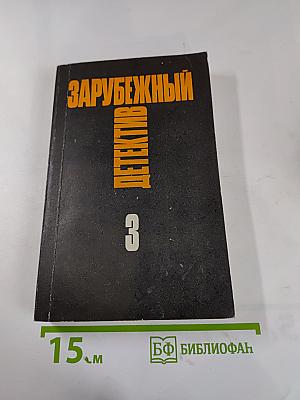 ЗАРУБЕЖНЫЙ
ДЕТЕКТИВ
3
15 см
БФ БИБЛИОФАН